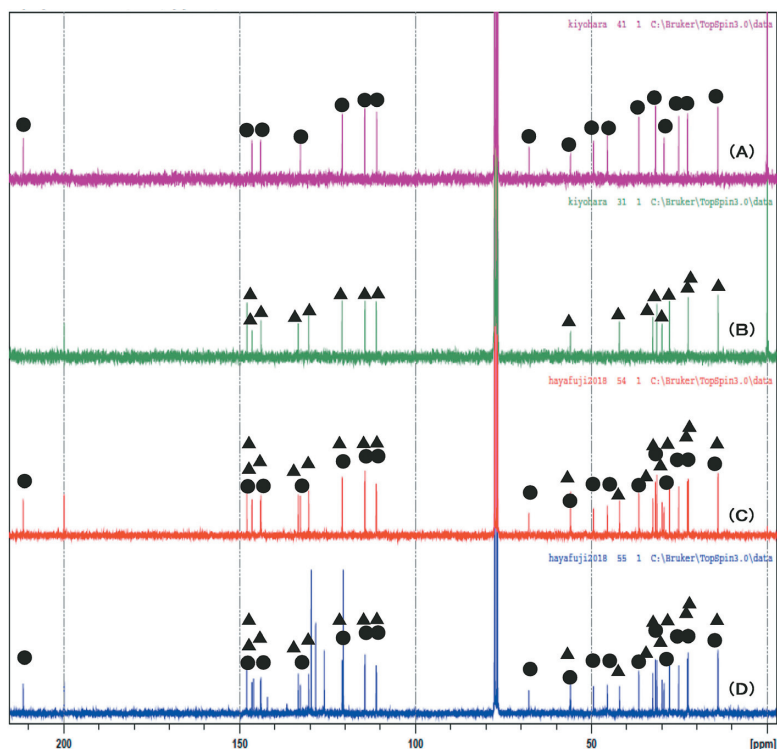 kiyohara 41 1 C:\Bruker\TopSpin3.0\data
(A)
kiyohara 31 1 C:\Bruker\TopSpin3.0\data
(B)
hayafuji2018 54 1 C:\Bruker\TopSpin3.0\data
(C)
hayafuji2018 55 1 C:\Bruker\TopSpin3.0\data
(D)
200 150 100 50 [ppm]